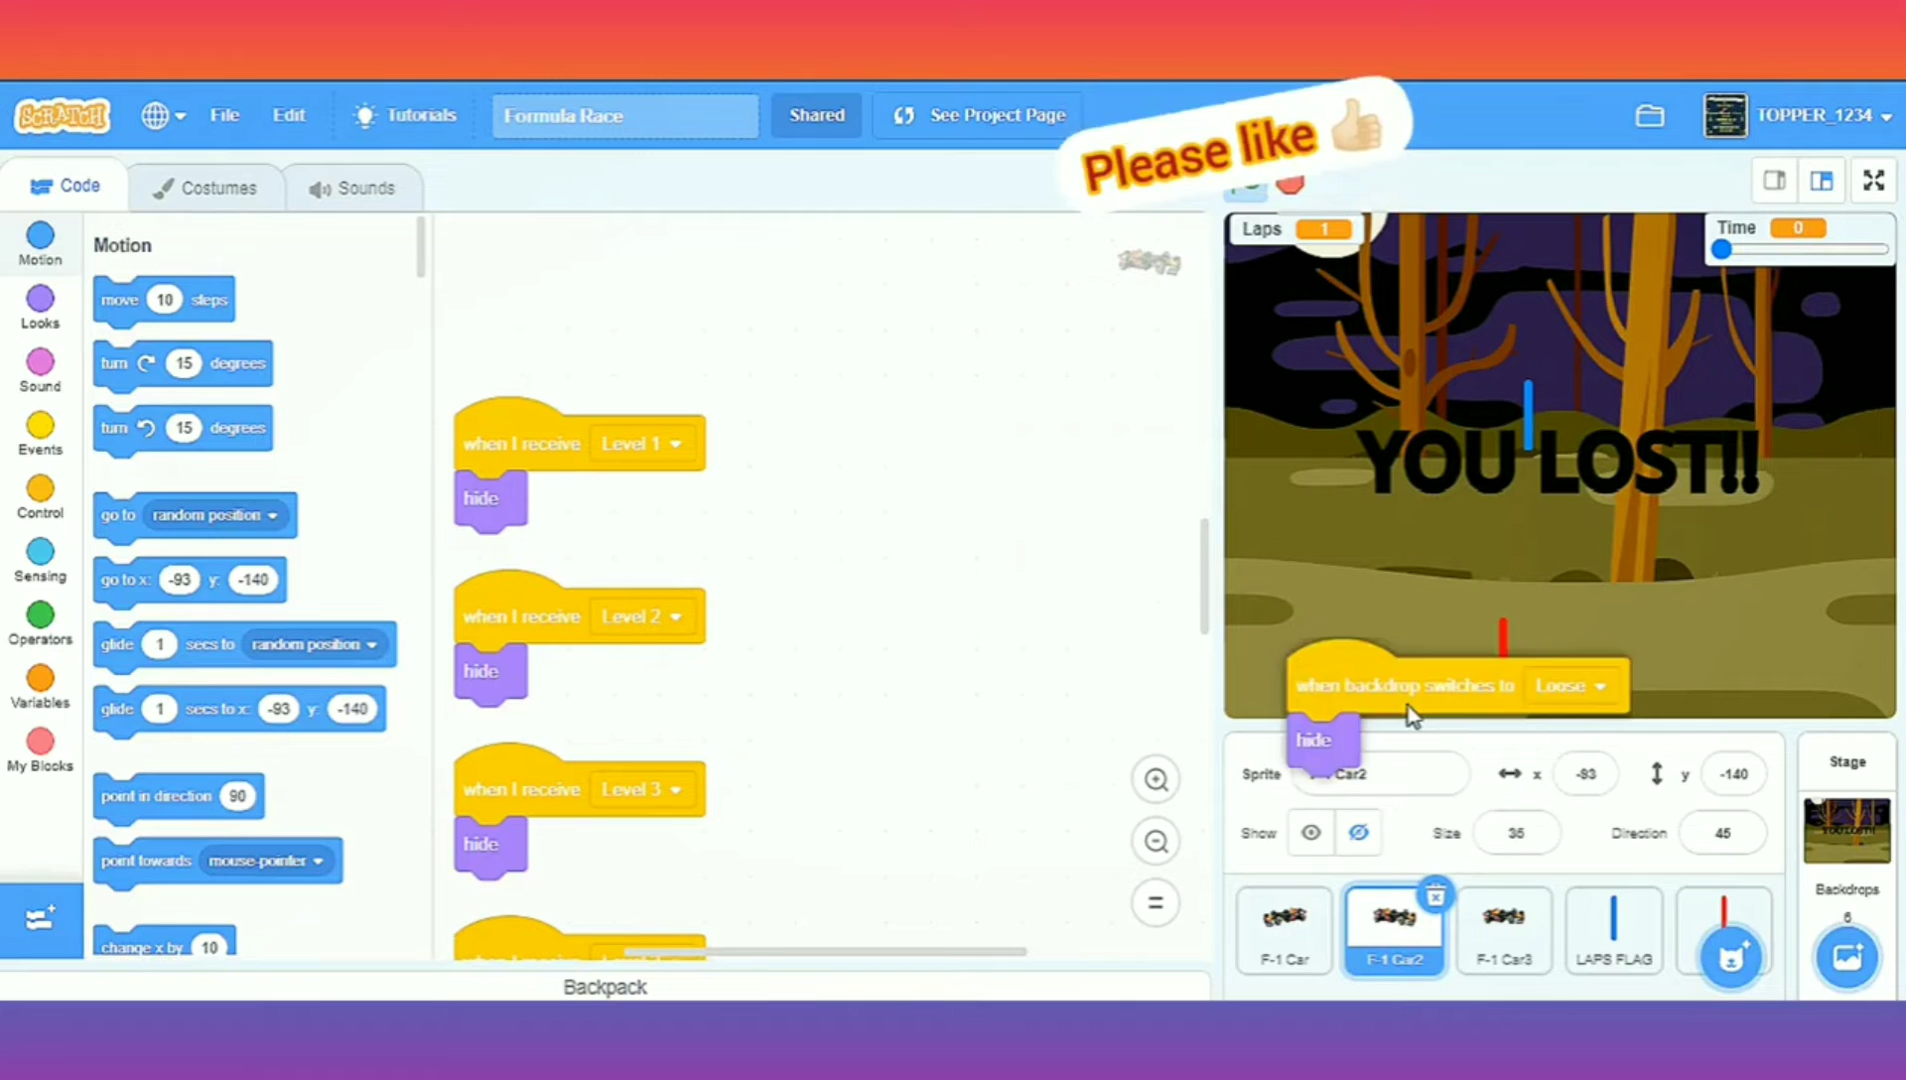 SCRATCH
File
Edit
Tutorials
Formula Race
Shared
See Project Page
Please like
TOPPER_1234
Code
Costumes
Sounds
Motion
Looks
Sound
Events
Control
Sensing
Operators
Variables
My Blocks
Motion
move 10 steps
turn 15 degrees
turn 15 degrees
go to random position
go to x: -93 y: -140
glide 1 secs to random position
glide 1 secs to x: -93 y: -140
point in direction 90
point towards mouse-pointer
change x by 10
when I receive Level 1
hide
when I receive Level 2
hide
when I receive Level 3
hide
Backpack
Laps 1
Time 0
YOU LOST!!
when backdrop switches to Loose
hide
Sprite
Car2
x -93
y -140
Show
Size 35
Direction 45
F-1 Car
F-1 Car2
F-1 Car3
LAPS FLAG
Stage
YOU LOST!!
Backdrops
6